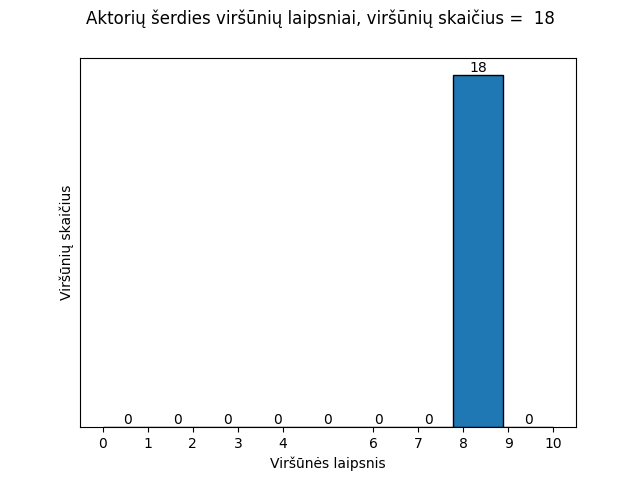 Aktorių šerdies viršūnių laipsniai, viršūnių skaičius =  18
18
Viršūnių skaičius
0 0 0 0 0 0 0 0
0 1 2 3 4 6 7 8 9 10
Viršūnės laipsnis